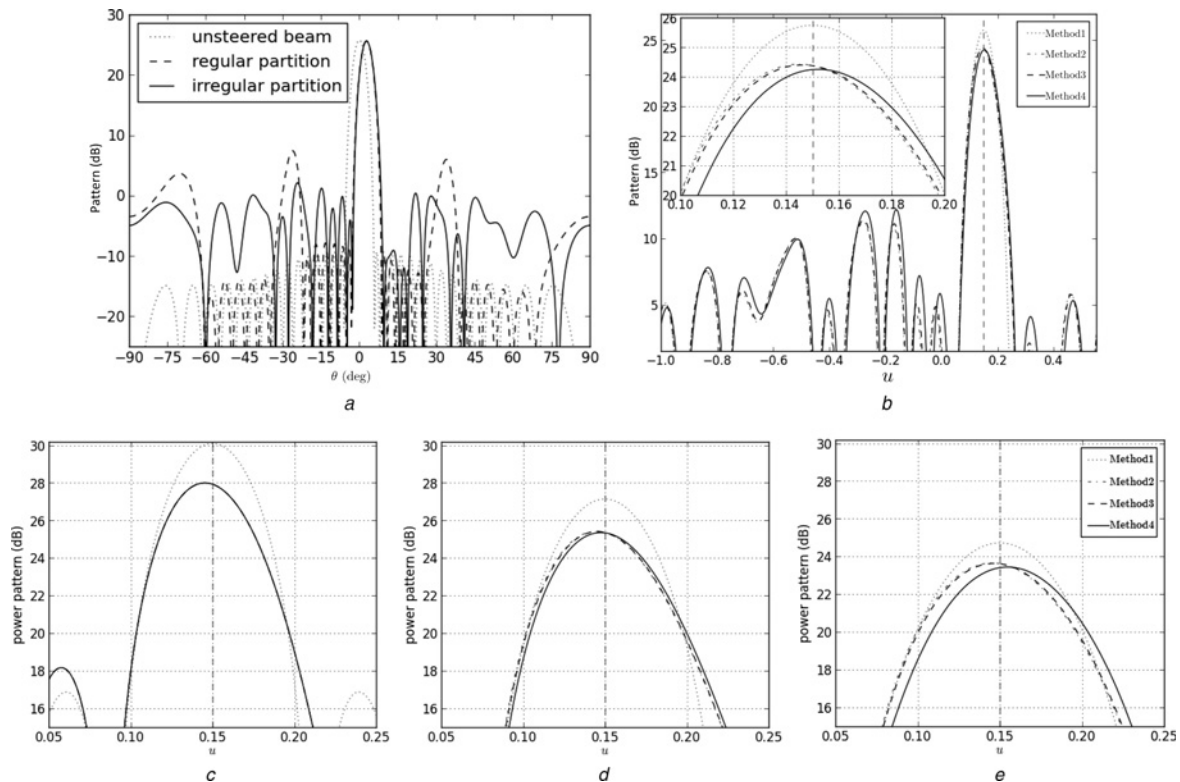 unsteered beam
regular partition
irregular partition
30
20
10
0
−10
−20
Pattern (dB)
−90 −75 −60 −45 −30 −15 0 15 30 45 60 75 90
θ (deg)
a
26
25
24
23
22
21
20
0.10 0.12 0.14 0.16 0.18 0.20
Method1
Method2
Method3
Method4
25
20
15
10
5
Pattern (dB)
-1.0 -0.8 -0.6 -0.4 -0.2 0.0 0.2 0.4
u
b
30
28
26
24
22
20
18
16
power pattern (dB)
0.05 0.10 0.15 0.20 0.25
u
c
30
28
26
24
22
20
18
16
power pattern (dB)
0.05 0.10 0.15 0.20 0.25
u
d
Method1
Method2
Method3
Method4
30
28
26
24
22
20
18
16
power pattern (dB)
0.05 0.10 0.15 0.20 0.25
u
e